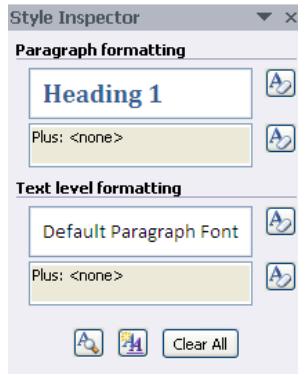 Style Inspector
Paragraph formatting
Heading 1
Plus: <none>
Text level formatting
Default Paragraph Font
Plus: <none>
Clear All